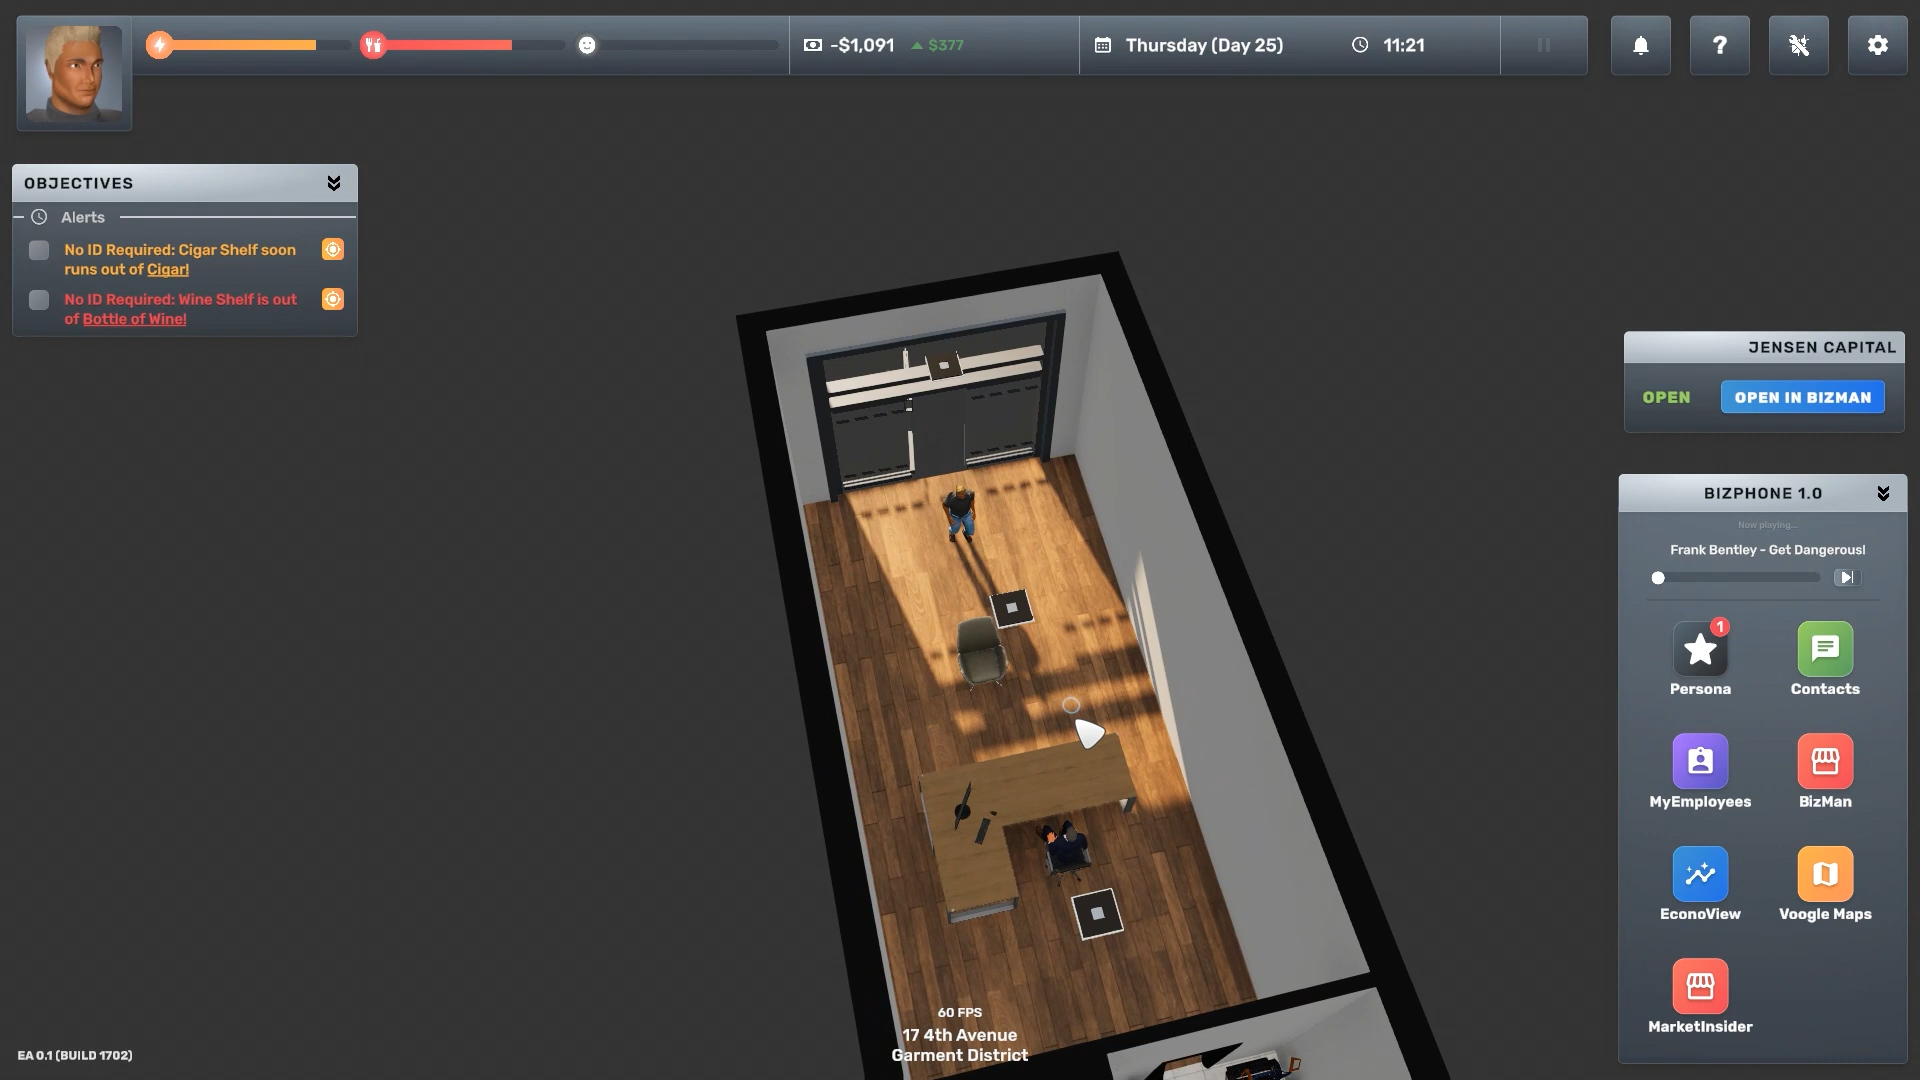 -$1,091
$377
Thursday (Day 25)
11:21
?
OBJECTIVES
Alerts
No ID Required: Cigar Shelf soon
runs out of Cigar!
No ID Required: Wine Shelf is out
of Bottle of Wine!
JENSEN CAPITAL
OPEN
OPEN IN BIZMAN
BIZPHONE 1.0
Now playing...
Frank Bentley - Get Dangerous!
1
Persona
Contacts
MyEmployees
BizMan
EconoView
Voogle Maps
MarketInsider
60 FPS
17 4th Avenue
Garment District
EA 0.1 (BUILD 1702)